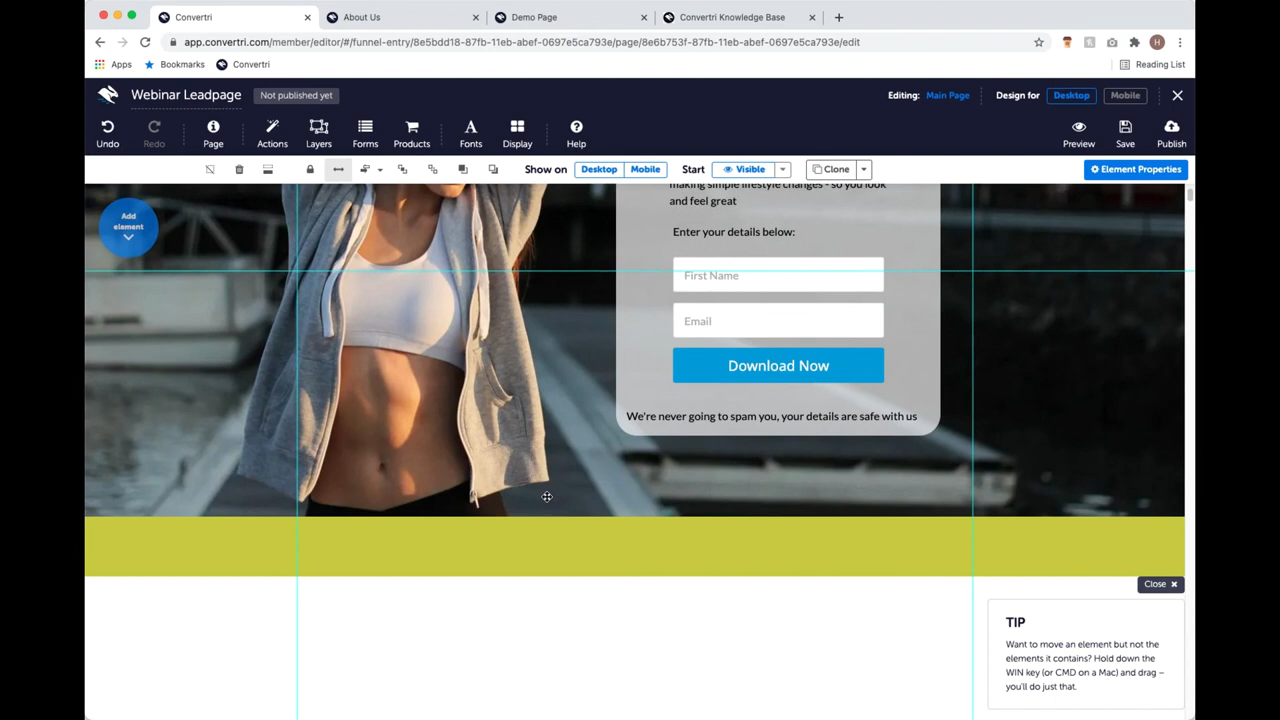 Convertri
About Us
Demo Page
Convertri Knowledge Base
app.convertri.com/member/editor/#/funnel-entry/8e5bdd18-87fb-11eb-abef-0697e5ca793e/page/8e6b753f-87fb-11eb-abef-0697e5ca793e/edit
H
Apps
Bookmarks
Convertri
Reading List
Webinar Leadpage
Not published yet
Editing: Main Page
Design for Desktop Mobile
Undo
Redo
Page
Actions
Layers
Forms
Products
Fonts
Display
Help
Preview
Save
Publish
Show on Desktop Mobile
Start Visible
Clone
Element Properties
Add
element
making simple lifestyle changes - so you look
and feel great
Enter your details below:
First Name
Email
Download Now
We're never going to spam you, your details are safe with us
Close
TIP
Want to move an element but not the
elements it contains? Hold down the
WIN key (or CMD on a Mac) and drag –
you'll do just that.